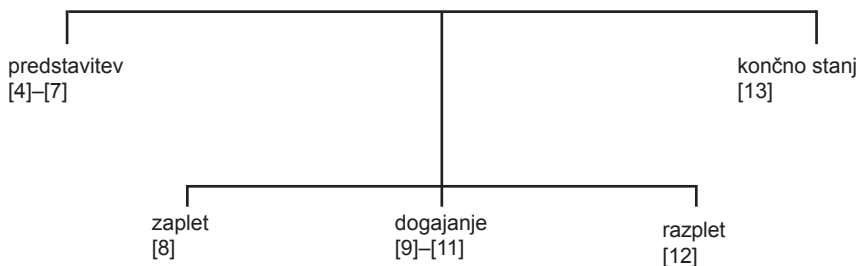 predstavitev
[4]–[7]
končno stanj
[13]
zaplet
[8]
dogajanje
[9]–[11]
razplet
[12]